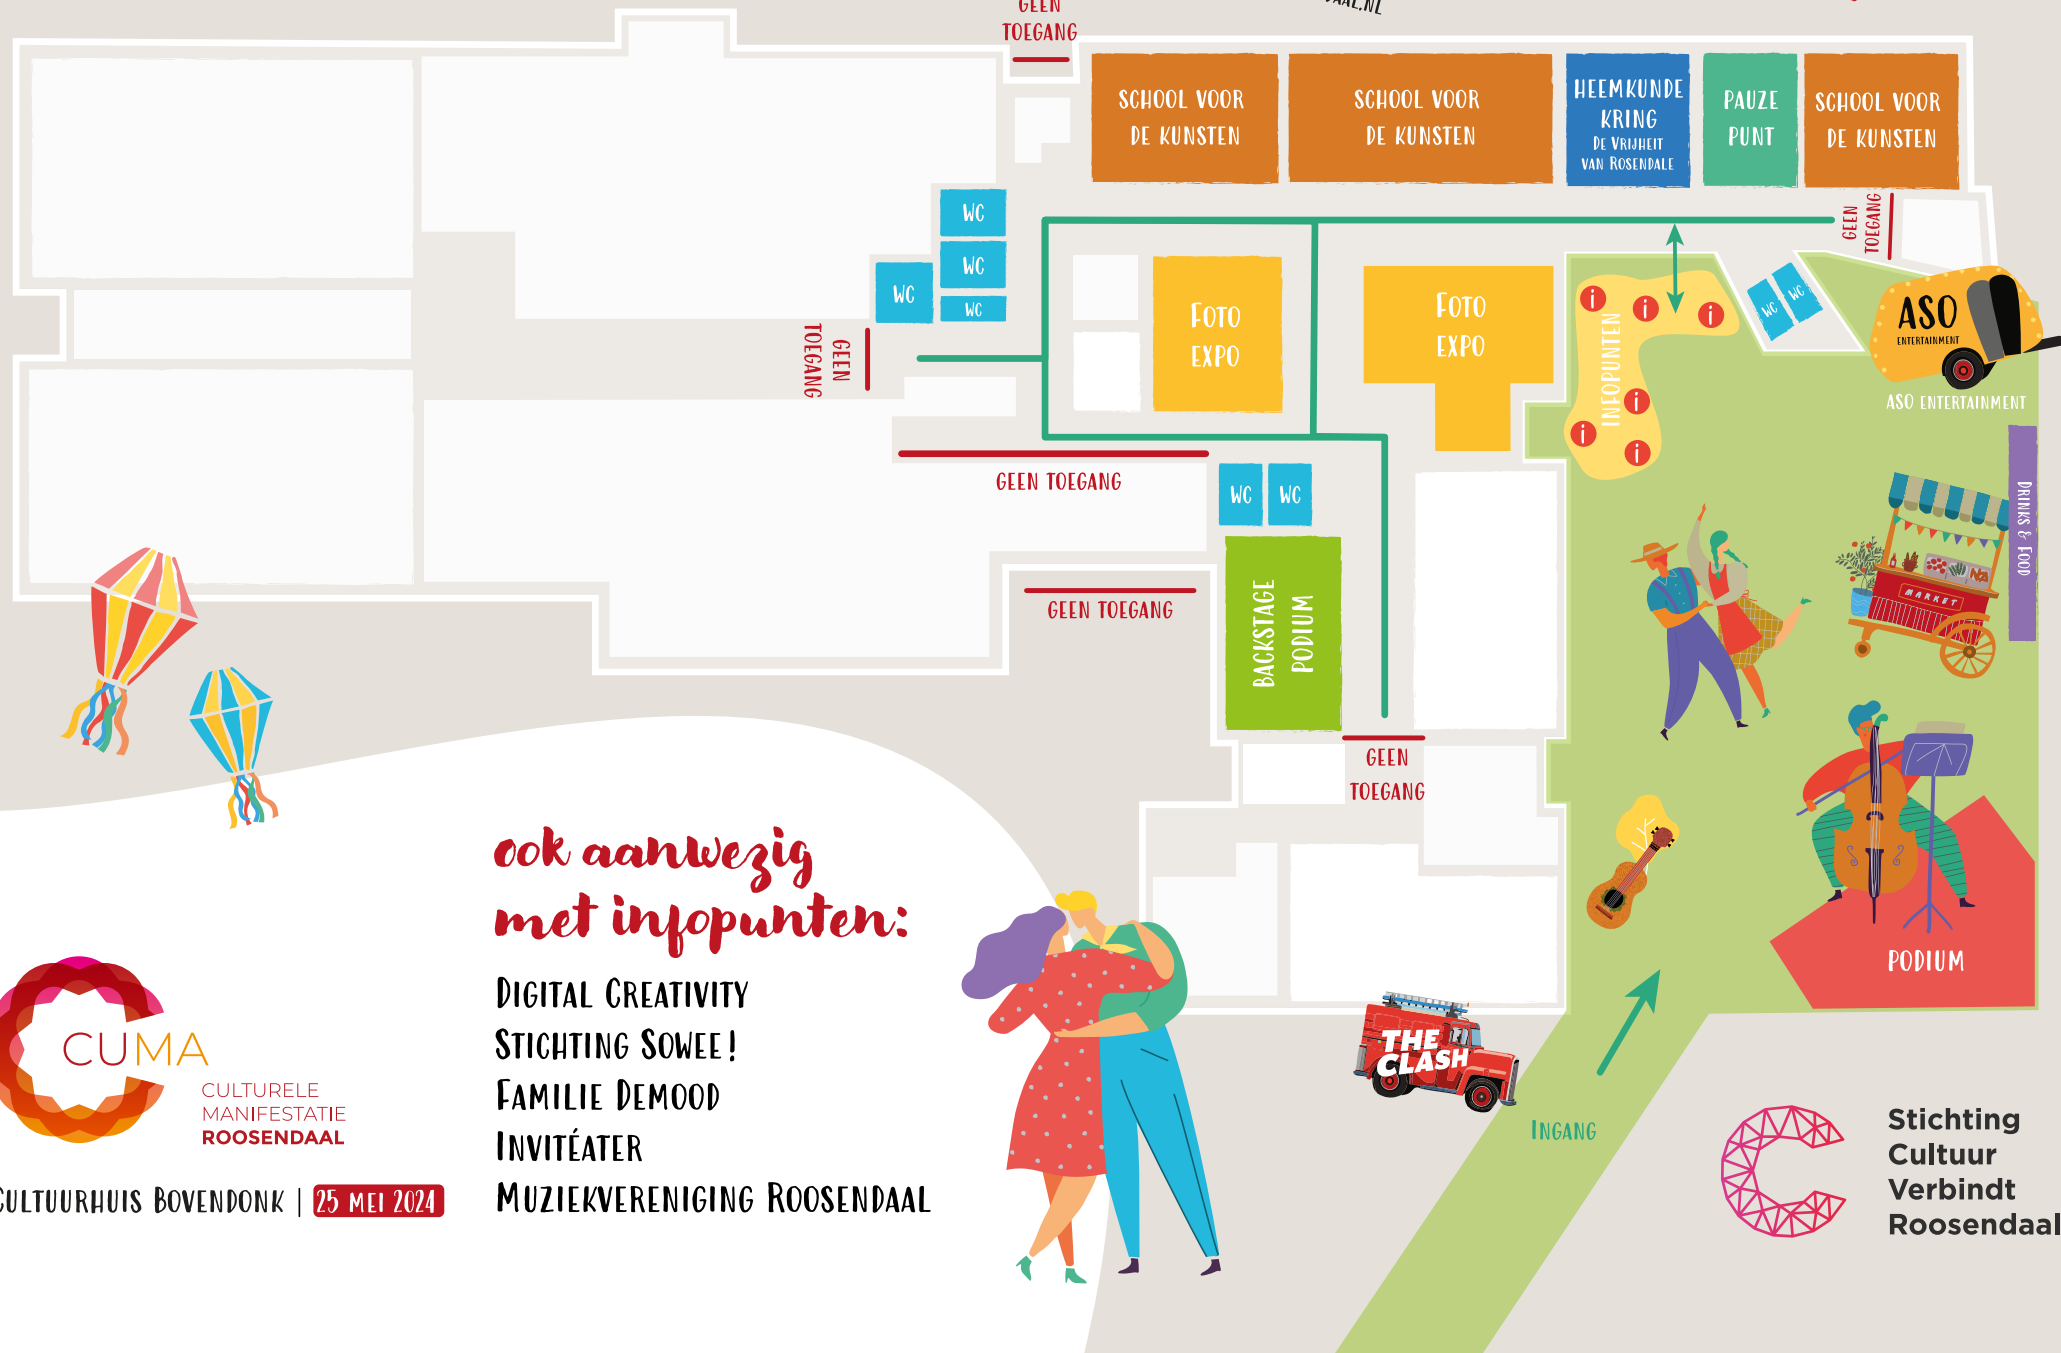 GEEN
TOEGANG
SCHOOL VOOR
DE KUNSTEN
SCHOOL VOOR
DE KUNSTEN
HEEMKUNDE
KRING
DE VRIJHEIT
VAN ROSENDALE
PAUZE
PUNT
SCHOOL VOOR
DE KUNSTEN
WC
WC
WC
WC
GEEN
TOEGANG
GEEN
TOEGANG
FOTO
EXPO
FOTO
EXPO
INFOPUNTEN
i
i
i
i
i
i
WC
WC
ASO
ENTERTAINMENT
ASO ENTERTAINMENT
GEEN TOEGANG
WC
WC
DRINKS & FOOD
MARKET
GEEN TOEGANG
BACKSTAGE
PODIUM
GEEN
TOEGANG
PODIUM
THE
CLASH
INGANG
ook aanwezig
met infopunten:
DIGITAL CREATIVITY
STICHTING SOWEE!
FAMILIE DEMOOD
INVITÉATER
MUZIEKVERENIGING ROOSENDAAL
CUMA
CULTURELE
MANIFESTATIE
ROOSENDAAL
CULTUURHUIS BOVENDONK | 25 MEI 2024
Stichting
Cultuur
Verbindt
Roosendaal